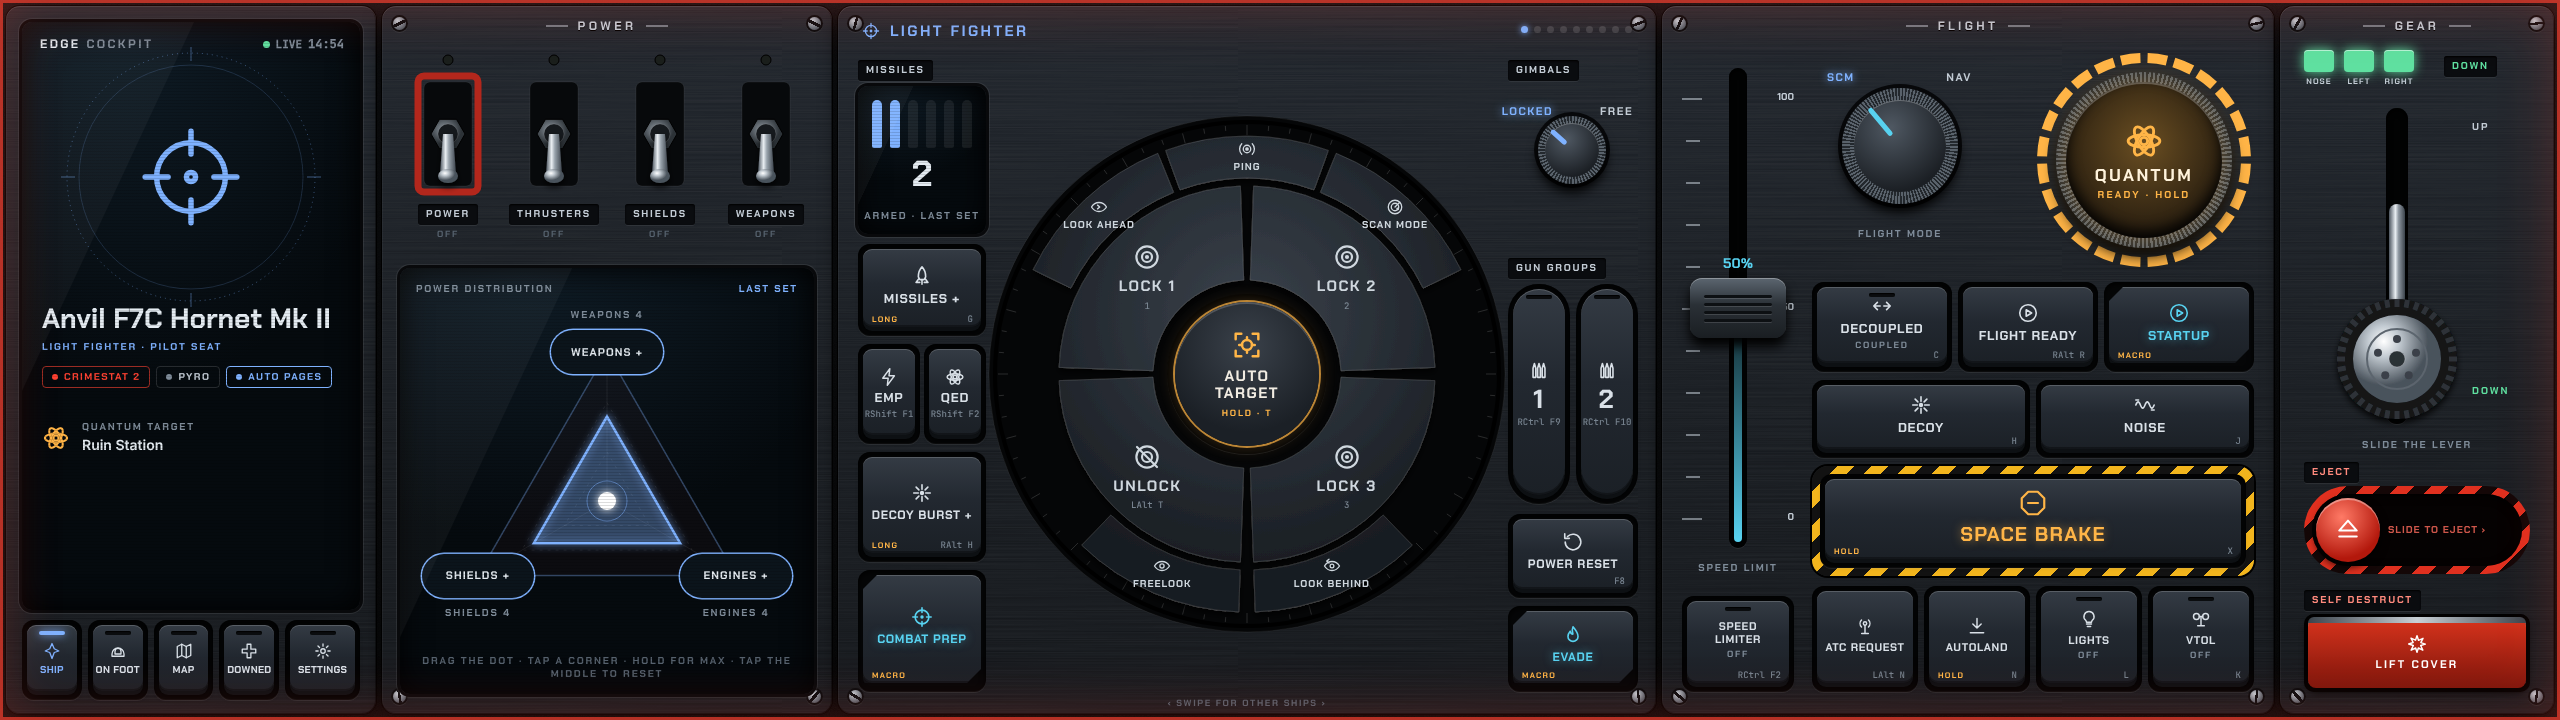 EDGE COCKPIT
LIVE 14:54
Anvil F7C Hornet Mk II
LIGHT FIGHTER · PILOT SEAT
CRIMESTAT 2
PYRO
AUTO PAGES
QUANTUM TARGET
Ruin Station
SHIP
ON FOOT
MAP
DOWNED
SETTINGS
POWER
POWER
OFF
THRUSTERS
OFF
SHIELDS
OFF
WEAPONS
OFF
POWER DISTRIBUTION
LAST SET
WEAPONS 4
WEAPONS +
SHIELDS +
ENGINES +
SHIELDS 4
ENGINES 4
DRAG THE DOT · TAP A CORNER · HOLD FOR MAX · TAP THE
MIDDLE TO RESET
LIGHT FIGHTER
MISSILES
2
ARMED · LAST SET
MISSILES +
LONG
G
EMP
RShift F1
QED
RShift F2
DECOY BURST +
LONG
RAlt H
COMBAT PREP
MACRO
PING
LOOK AHEAD
SCAN MODE
LOCK 1
1
LOCK 2
2
AUTO
TARGET
HOLD · T
UNLOCK
LAlt T
LOCK 3
3
FREELOOK
LOOK BEHIND
‹ SWIPE FOR OTHER SHIPS ›
GIMBALS
LOCKED
FREE
GUN GROUPS
1
RCtrl F9
2
RCtrl F10
POWER RESET
F8
EVADE
MACRO
FLIGHT
100
50%
0
SPEED LIMIT
SPEED
LIMITER
OFF
RCtrl F2
SCM
NAV
FLIGHT MODE
QUANTUM
READY · HOLD
DECOUPLED
COUPLED
C
FLIGHT READY
RAlt R
STARTUP
MACRO
DECOY
H
NOISE
J
SPACE BRAKE
HOLD
X
ATC REQUEST
LAlt N
AUTOLAND
HOLD
N
LIGHTS
OFF
L
VTOL
OFF
K
GEAR
NOSE
LEFT
RIGHT
DOWN
UP
DOWN
SLIDE THE LEVER
EJECT
SLIDE TO EJECT ›
SELF DESTRUCT
LIFT COVER